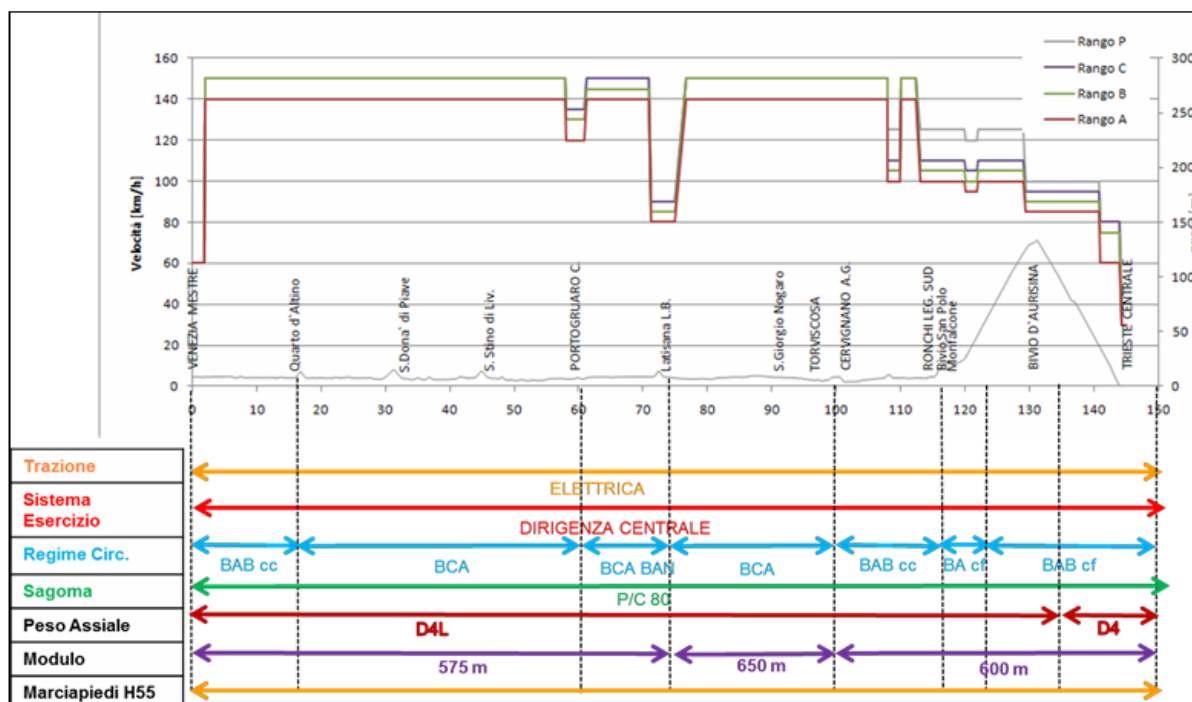 Rango P
Rango C
Rango B
Rango A
160
140
120
100
80
60
40
20
0
Velocità [km/h]
300
250
200
150
100
50
0
VENEZIA MESTRE
Quarto d`Altino
S.Dona` di Piave
S. Stino di Liv.
PORTOGRUARO C.
Latisana L.B.
S.Giorgio Nogaro
TORVISCOSA
CERVIGNANO A.G.
RONCHI LEG. SUD
Bivio San Polo
Monfalcone
BIVIO D`AURISINA
TRIESTE CENTRALE
0 10 20 30 40 50 60 70 80 90 100 110 120 130 140 150
Trazione
ELETTRICA
Sistema
Esercizio
DIRIGENZA CENTRALE
Regime Circ.
BAB cc BCA BCA BAN BCA BAB cc BA cf BAB cf
Sagoma
P/C 80
Peso Assiale
D4L D4
Modulo
575 m 650 m 600 m
Marciapiedi H55